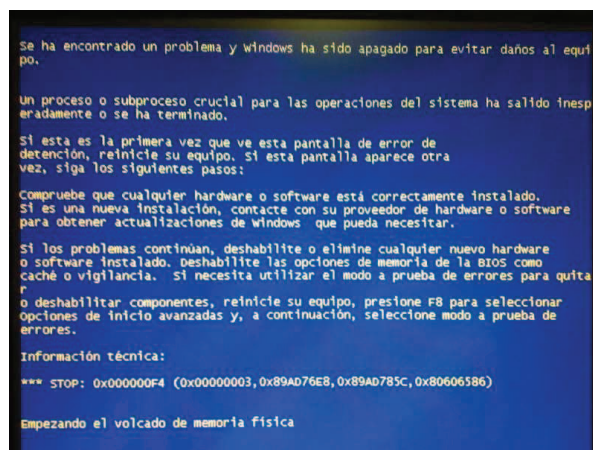 Se ha encontrado un problema y windows ha sido apagado para evitar daños al equi
po.
Un proceso o subproceso crucial para las operaciones del sistema ha salido inesp
eradamente o se ha terminado.
Si esta es la primera vez que ve esta pantalla de error de
detención, reinicie su equipo. Si esta pantalla aparece otra
vez, siga los siguientes pasos:
Compruebe que cualquier hardware o software está correctamente instalado.
Si es una nueva instalación, contacte con su proveedor de hardware o software
para obtener actualizaciones de Windows  que pueda necesitar.
Si los problemas continúan, deshabilite o elimine cualquier nuevo hardware
o software instalado. Deshabilite las opciones de memoria de la BIOS como
caché o vigilancia.  Si necesita utilizar el modo a prueba de errores para quita
r
o deshabilitar componentes, reinicie su equipo, presione F8 para seleccionar
opciones de inicio avanzadas y, a continuación, seleccione modo a prueba de
errores.
Información técnica:
*** STOP: 0x000000F4 (0x00000003,0x89AD76E8,0x89AD785C,0x80606586)
Empezando el volcado de memoria física